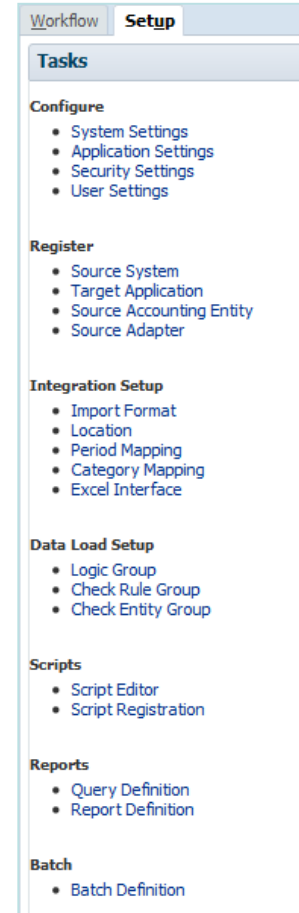 Workflow Setup
Tasks
Configure
System Settings
Application Settings
Security Settings
User Settings
Register
Source System
Target Application
Source Accounting Entity
Source Adapter
Integration Setup
Import Format
Location
Period Mapping
Category Mapping
Excel Interface
Data Load Setup
Logic Group
Check Rule Group
Check Entity Group
Scripts
Script Editor
Script Registration
Reports
Query Definition
Report Definition
Batch
Batch Definition